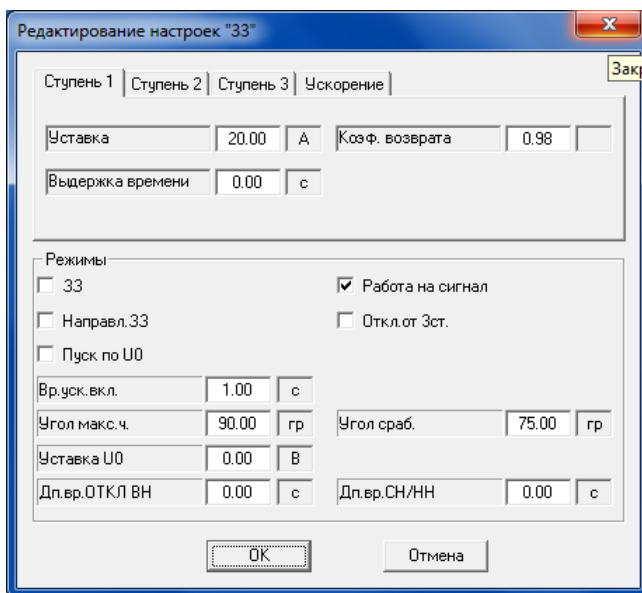 Редактирование настроек "ЗЗ"
Закр
Ступень 1 Ступень 2 Ступень 3 Ускорение
Уставка 20.00 А Коэф. возврата 0.98
Выдержка времени 0.00 с
Режимы
ЗЗ Работа на сигнал
Направл.ЗЗ Откл.от 3ст.
Пуск по U0
Вр.уск.вкл. 1.00 с
Угол макс.ч. 90.00 гр Угол сраб. 75.00 гр
Уставка U0 0.00 В
Дп.вр.ОТКЛ ВН 0.00 с Дп.вр.СН/НН 0.00 с
OK Отмена